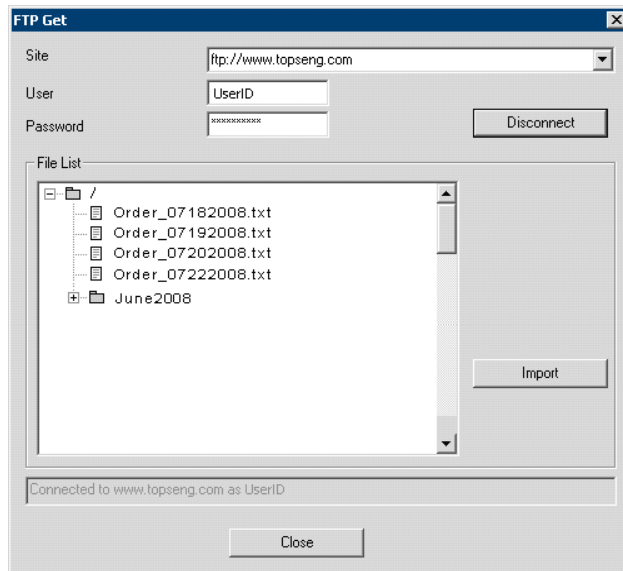 FTP Get
Site
ftp://www.topseng.com
User
UserID
Password
××××××××××
Disconnect
File List
/
Order_07182008.txt
Order_07192008.txt
Order_07202008.txt
Order_07222008.txt
June2008
Import
Connected to www.topseng.com as UserID
Close